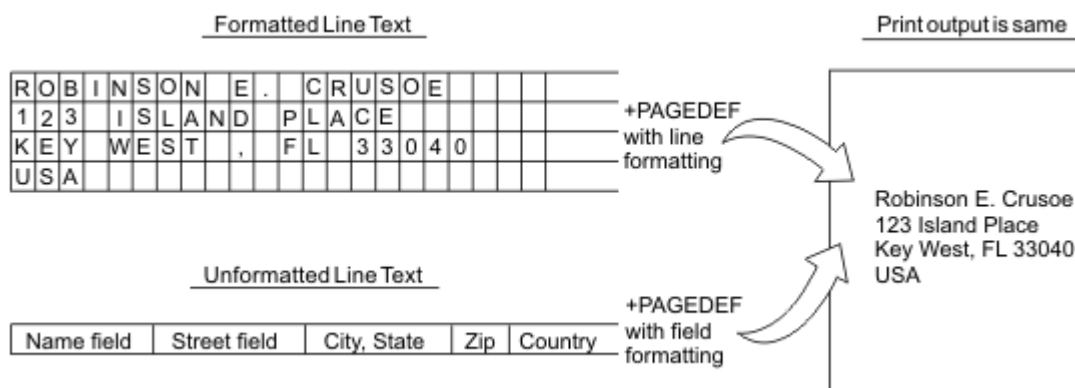 Formatted Line Text
Print output is same
ROBINSON E. CRUSOE
123 ISLAND PLACE
KEY WEST , FL 33040
USA
+PAGEDEF
with line
formatting
Robinson E. Crusoe
123 Island Place
Key West, FL 33040
USA
Unformatted Line Text
Name field Street field City, State Zip Country
+PAGEDEF
with field
formatting